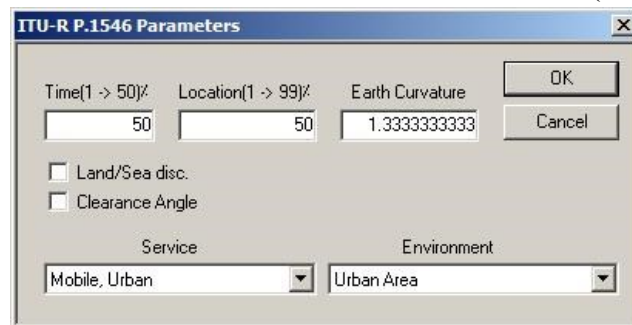 ITU-R P.1546 Parameters
Time(1 -> 50)% Location(1 -> 99)% Earth Curvature OK
50 50 1.3333333333 Cancel
Land/Sea disc.
Clearance Angle
Service Environment
Mobile, Urban Urban Area